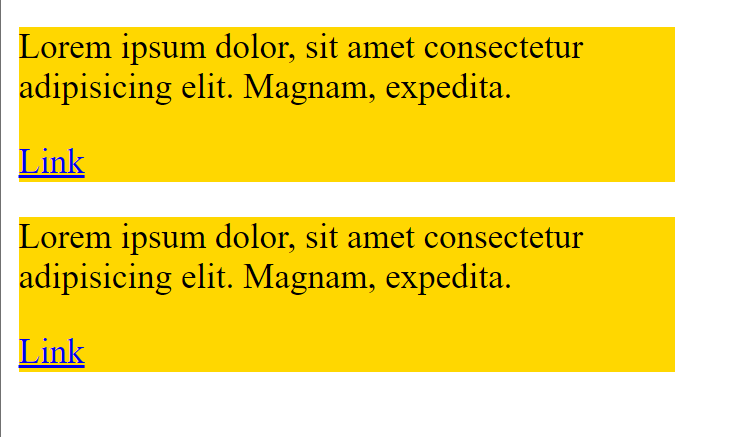 Lorem ipsum dolor, sit amet consectetur
adipisicing elit. Magnam, expedita.
Link
Lorem ipsum dolor, sit amet consectetur
adipisicing elit. Magnam, expedita.
Link